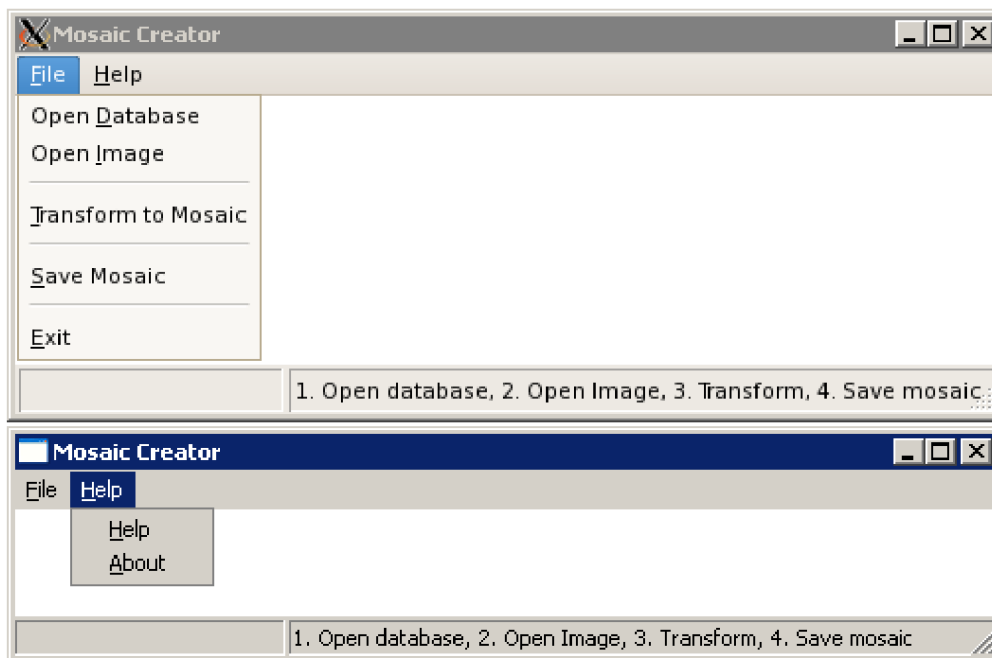 Mosaic Creator
File Help
Open Database
Open Image
Transform to Mosaic
Save Mosaic
Exit
1. Open database, 2. Open Image, 3. Transform, 4. Save mosaic
Mosaic Creator
File Help
Help
About
1. Open database, 2. Open Image, 3. Transform, 4. Save mosaic